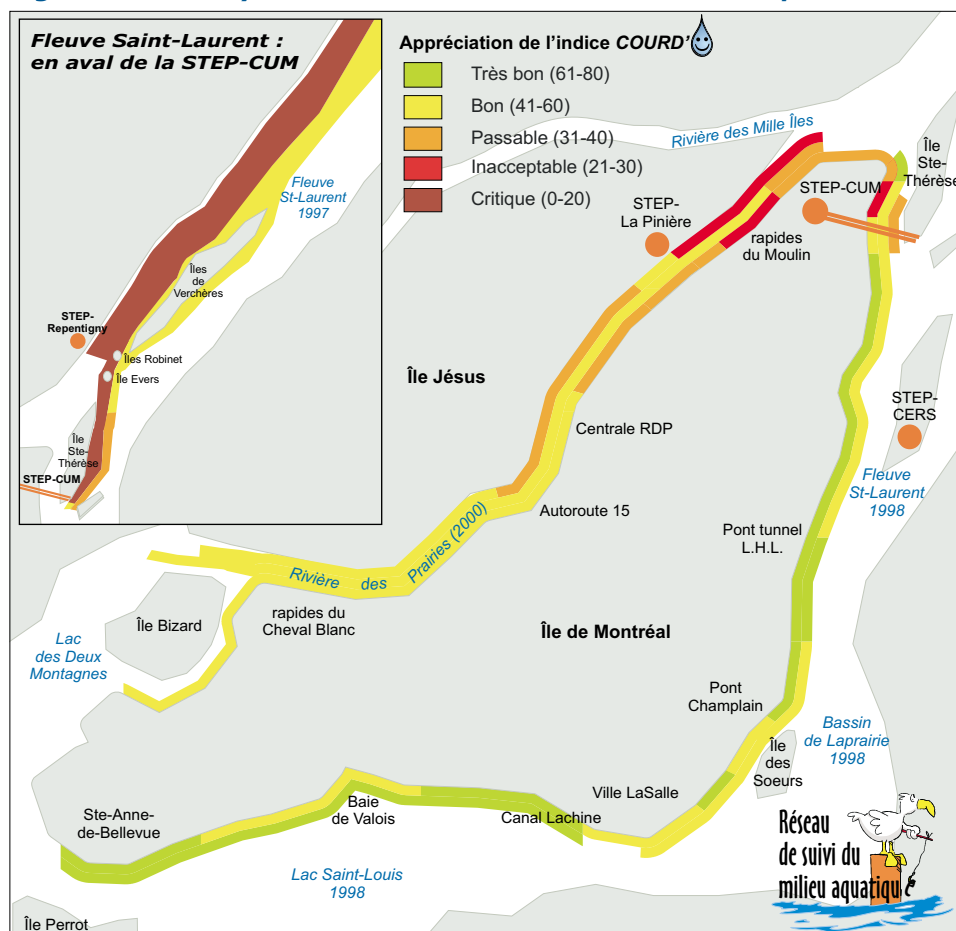 Fleuve Saint-Laurent :
en aval de la STEP-CUM
Fleuve
St-Laurent
1997
Îles
de
Verchères
STEP-
Repentigny
Îles Robinet
Île Evers
Île
Ste-
Thérèse
STEP-CUM
Appréciation de l'indice COURD'
Très bon (61-80)
Bon (41-60)
Passable (31-40)
Inacceptable (21-30)
Critique (0-20)
Rivière des Mille Îles
Île
Ste-
Thérèse
STEP-CUM
STEP-
La Pinière
rapides
du Moulin
Île Jésus
STEP-
CERS
Centrale RDP
Fleuve
St-Laurent
1998
Autoroute 15
Pont tunnel
L.H.L.
Rivière des Prairies (2000)
rapides du
Cheval Blanc
Île Bizard
Île de Montréal
Lac
des Deux
Montagnes
Pont
Champlain
Bassin
de Laprairie
1998
Île
des
Soeurs
Ville LaSalle
Baie
de Valois
Canal Lachine
Ste-Anne-
de-Bellevue
Lac Saint-Louis
1998
Île Perrot
Réseau
de suivi du
milieu aquatique